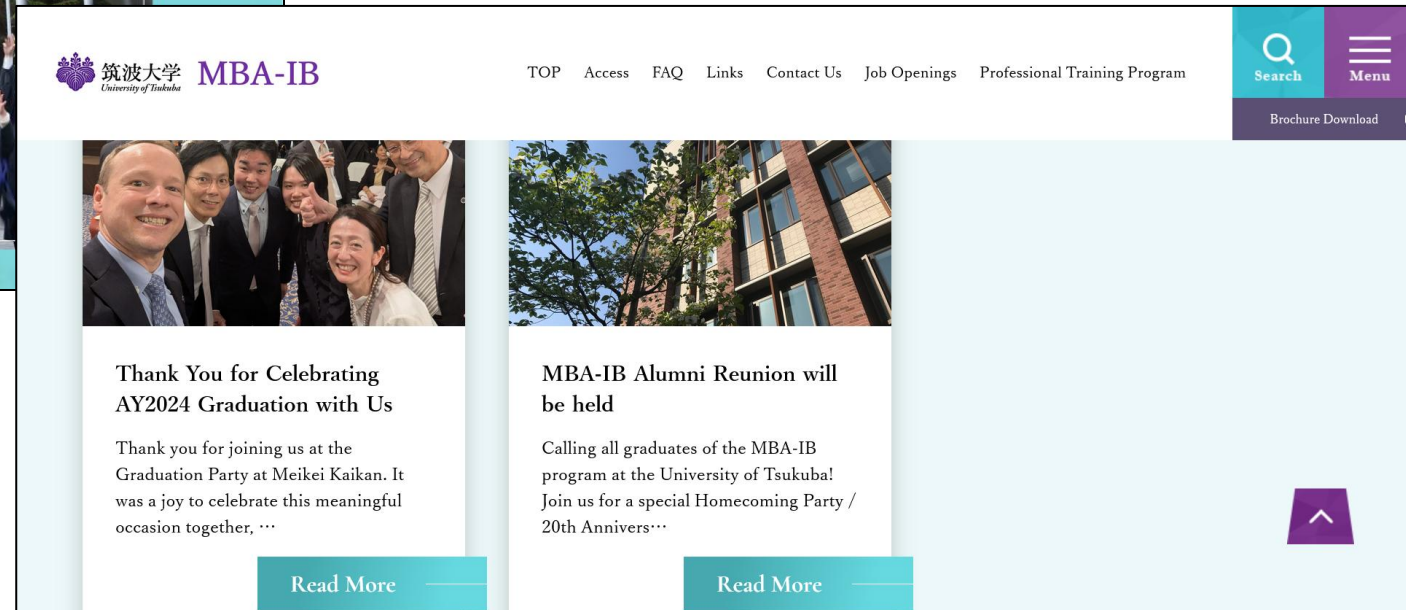 筑波大学
University of Tsukuba
MBA-IB
TOP Access FAQ Links Contact Us Job Openings Professional Training Program
Search
Menu
Brochure Download
Thank You for Celebrating
AY2024 Graduation with Us
Thank you for joining us at the
Graduation Party at Meikei Kaikan. It
was a joy to celebrate this meaningful
occasion together, …
Read More
MBA-IB Alumni Reunion will
be held
Calling all graduates of the MBA-IB
program at the University of Tsukuba!
Join us for a special Homecoming Party /
20th Annivers…
Read More